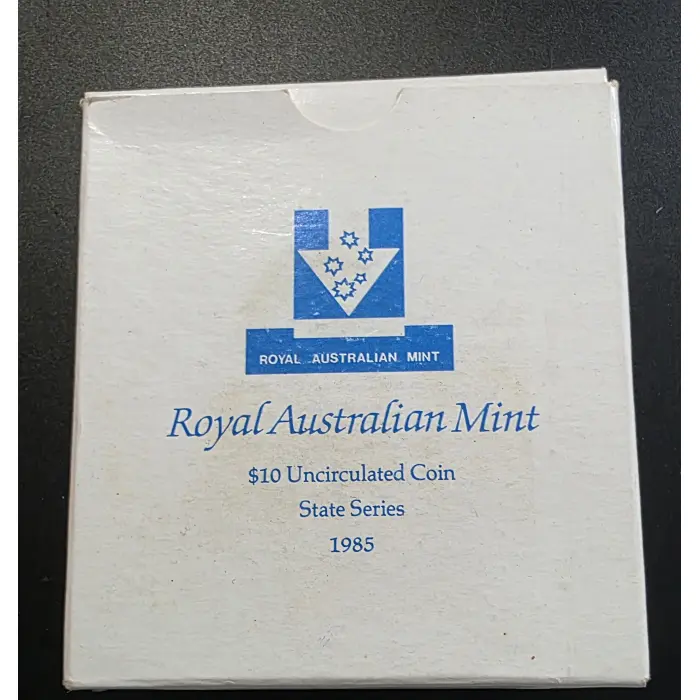 ROYAL AUSTRALIAN MINT
Royal Australian Mint
$10 Uncirculated Coin
State Series
1985